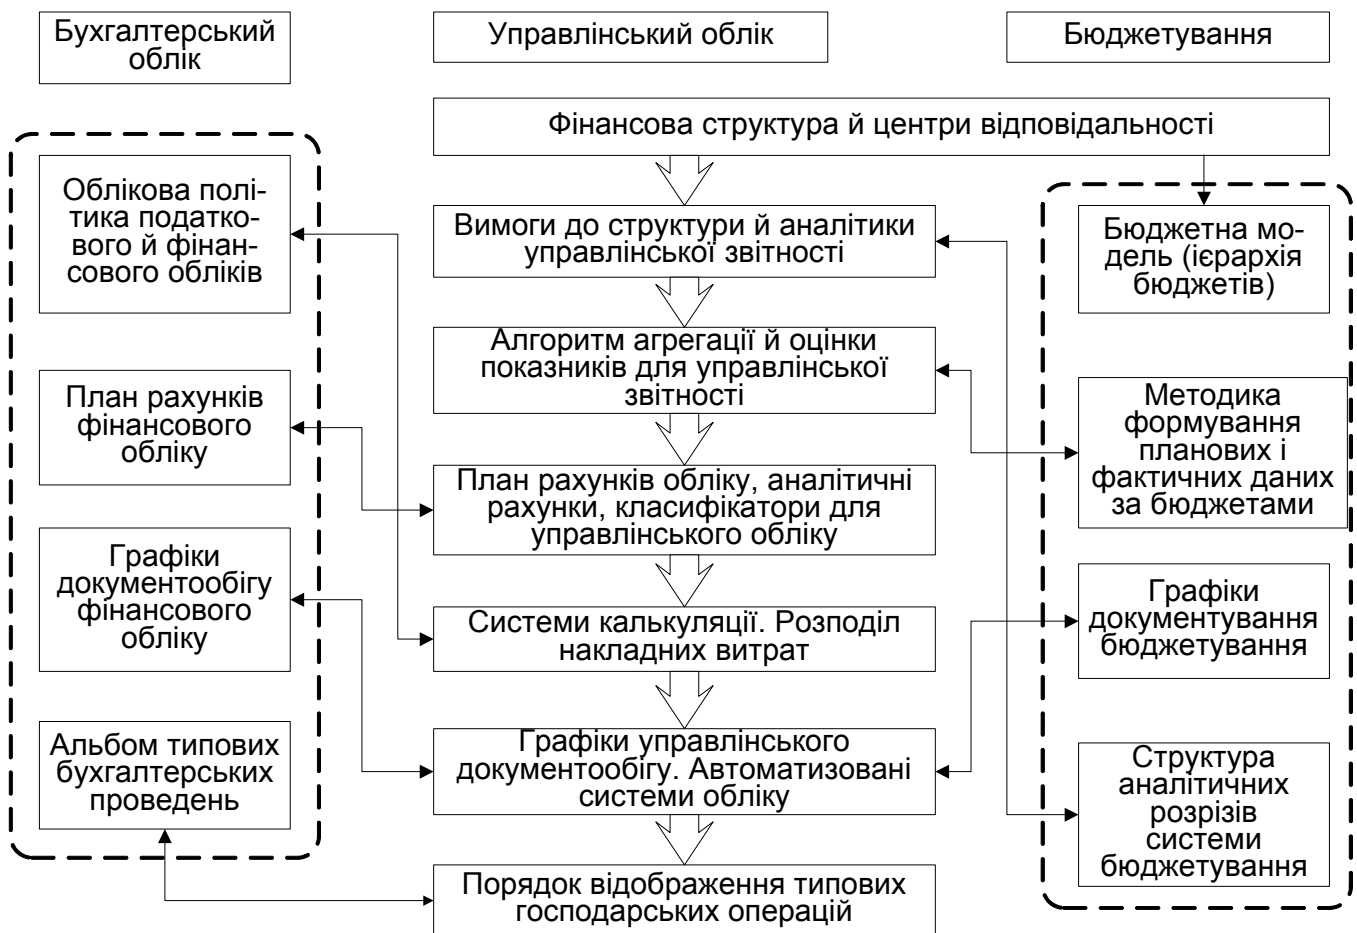 Бухгалтерський
облік
Управлінський облік
Бюджетування
Фінансова структура й центри відповідальності
Облікова полі-
тика податко-
вого й фінан-
сового обліків
План рахунків
фінансового
обліку
Графіки
документообігу
фінансового
обліку
Альбом типових
бухгалтерських
проведень
Вимоги до структури й аналітики
управлінської звітності
Алгоритм агрегації й оцінки
показників для управлінської
звітності
План рахунків обліку, аналітичні
рахунки, класифікатори для
управлінського обліку
Системи калькуляції. Розподіл
накладних витрат
Графіки управлінського
документообігу. Автоматизовані
системи обліку
Порядок відображення типових
господарських операцій
Бюджетна мо-
дель (ієрархія
бюджетів)
Методика
формування
планових і
фактичних даних
за бюджетами
Графіки
документування
бюджетування
Структура
аналітичних
розрізів
системи
бюджетування